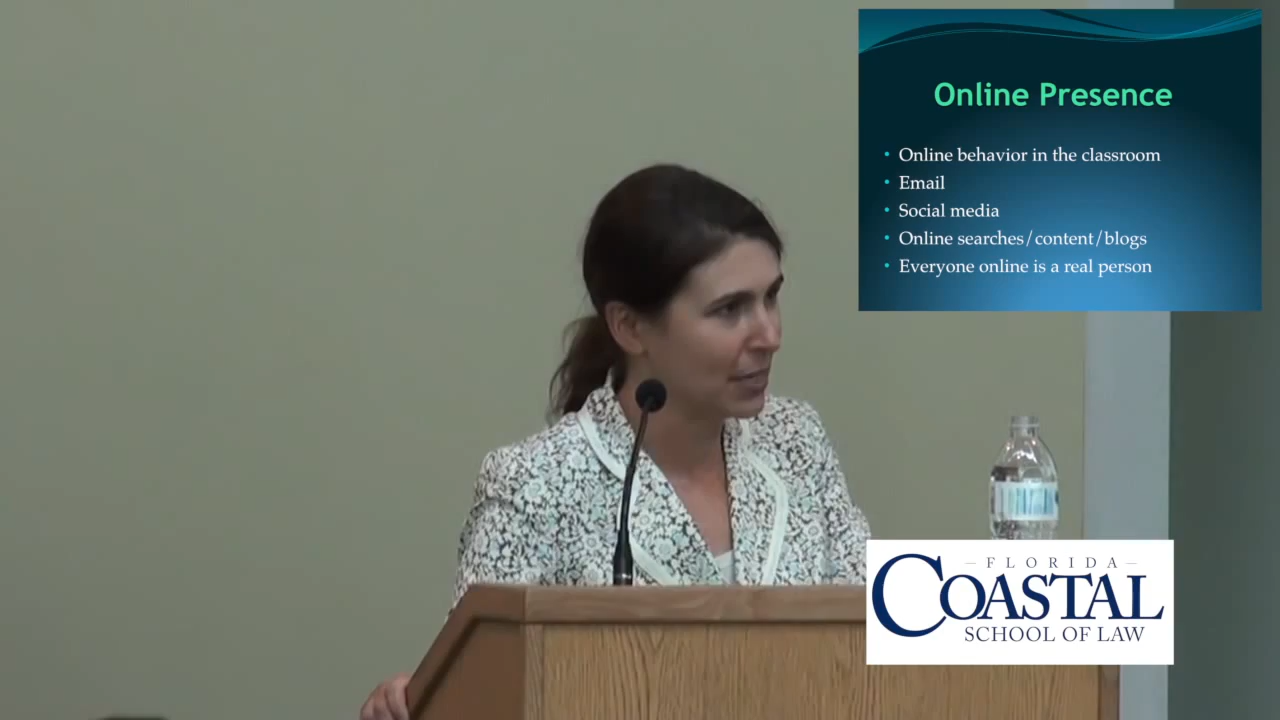 Online Presence
• Online behavior in the classroom
• Email
• Social media
• Online searches/content/blogs
• Everyone online is a real person
FLORIDA
COASTAL
SCHOOL OF LAW